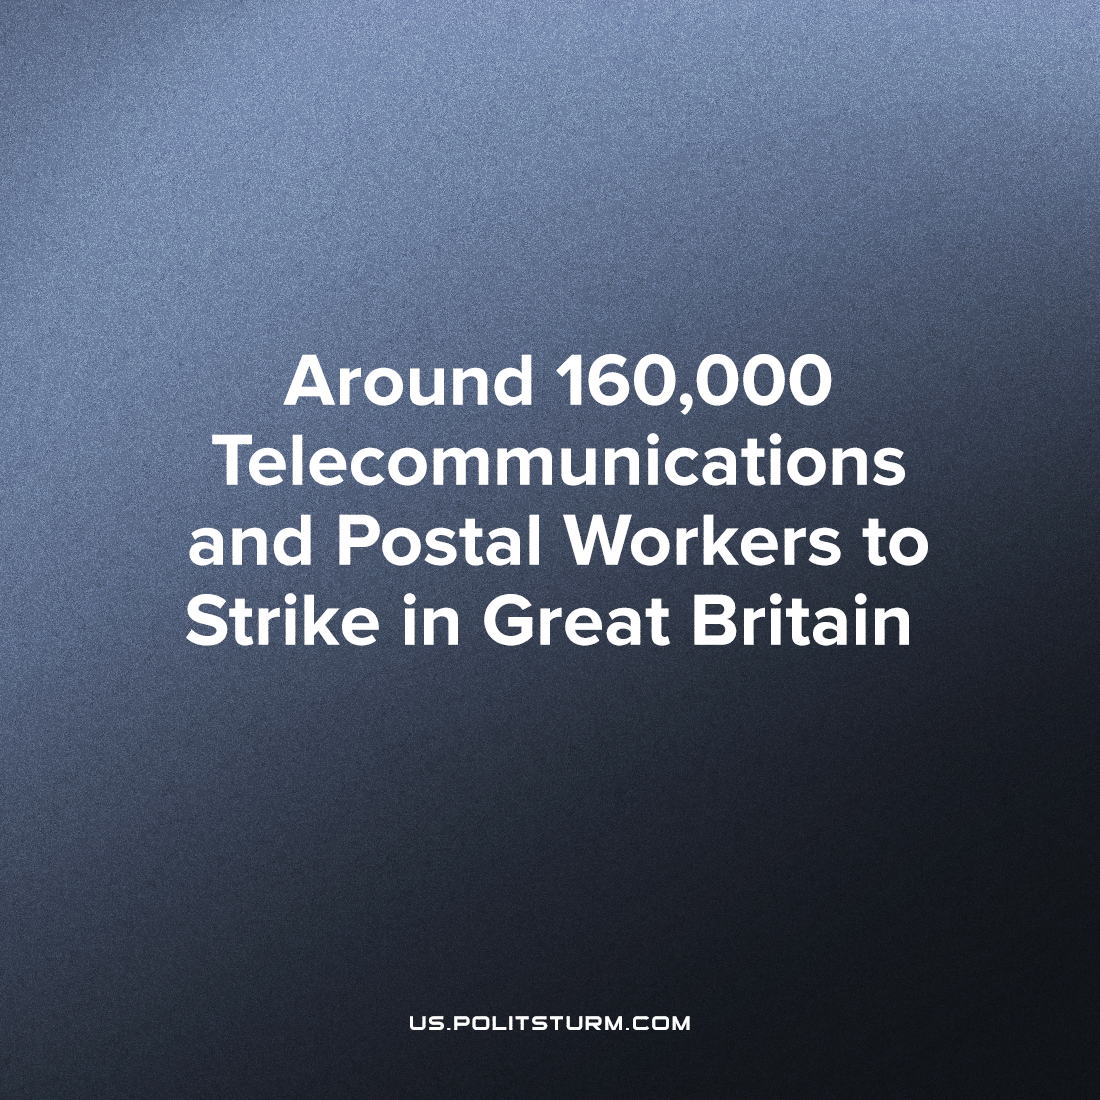 Around 160,000
Telecommunications
and Postal Workers to
Strike in Great Britain
US.POLITSTURM.COM